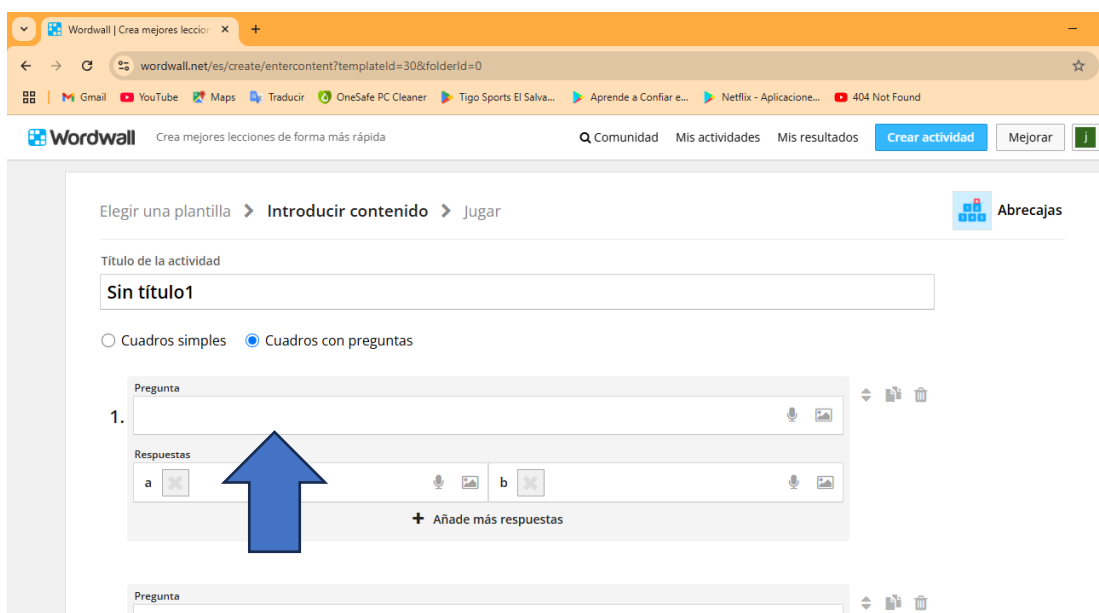 Wordwall | Crea mejores leccion
wordwall.net/es/create/entercontent?templateId=30&folderId=0
Gmail YouTube Maps Traducir OneSafe PC Cleaner Tigo Sports El Salva... Aprende a Confiar e... Netflix - Aplicacione... 404 Not Found
Wordwall Crea mejores lecciones de forma más rápida Comunidad Mis actividades Mis resultados Crear actividad Mejorar j
Elegir una plantilla Introducir contenido Jugar Abrecajas
Título de la actividad
Sin título1
Cuadros simples Cuadros con preguntas
Pregunta
1.
Respuestas
a b
+ Añade más respuestas
Pregunta